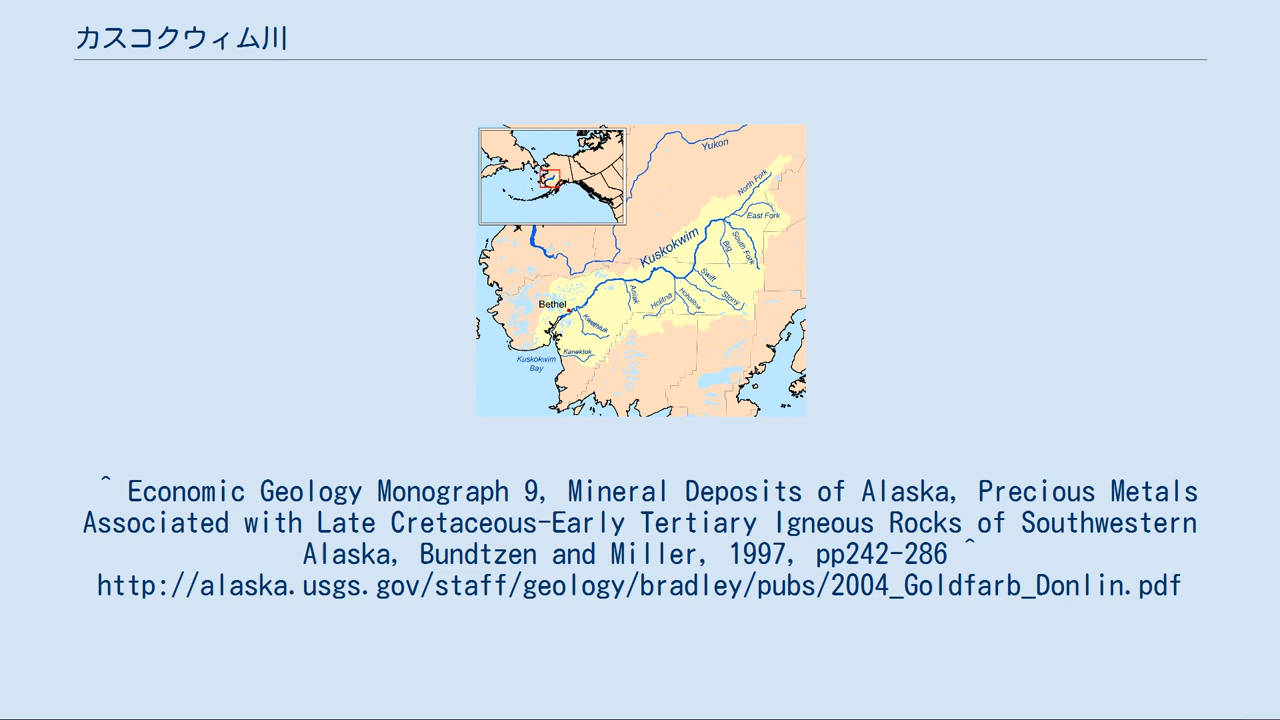 カスコクウィム川
Yukon
North Fork
East Fork
Kuskokwim
South Fork
Big
Swift
Stony
Aniak
Holitna
Hoholitna
Bethel
Kwethluk
Kanektok
Kuskokwim
Bay
^ Economic Geology Monograph 9, Mineral Deposits of Alaska, Precious Metals
Associated with Late Cretaceous-Early Tertiary Igneous Rocks of Southwestern
Alaska, Bundtzen and Miller, 1997, pp242-286 ^
http://alaska.usgs.gov/staff/geology/bradley/pubs/2004_Goldfarb_Donlin.pdf